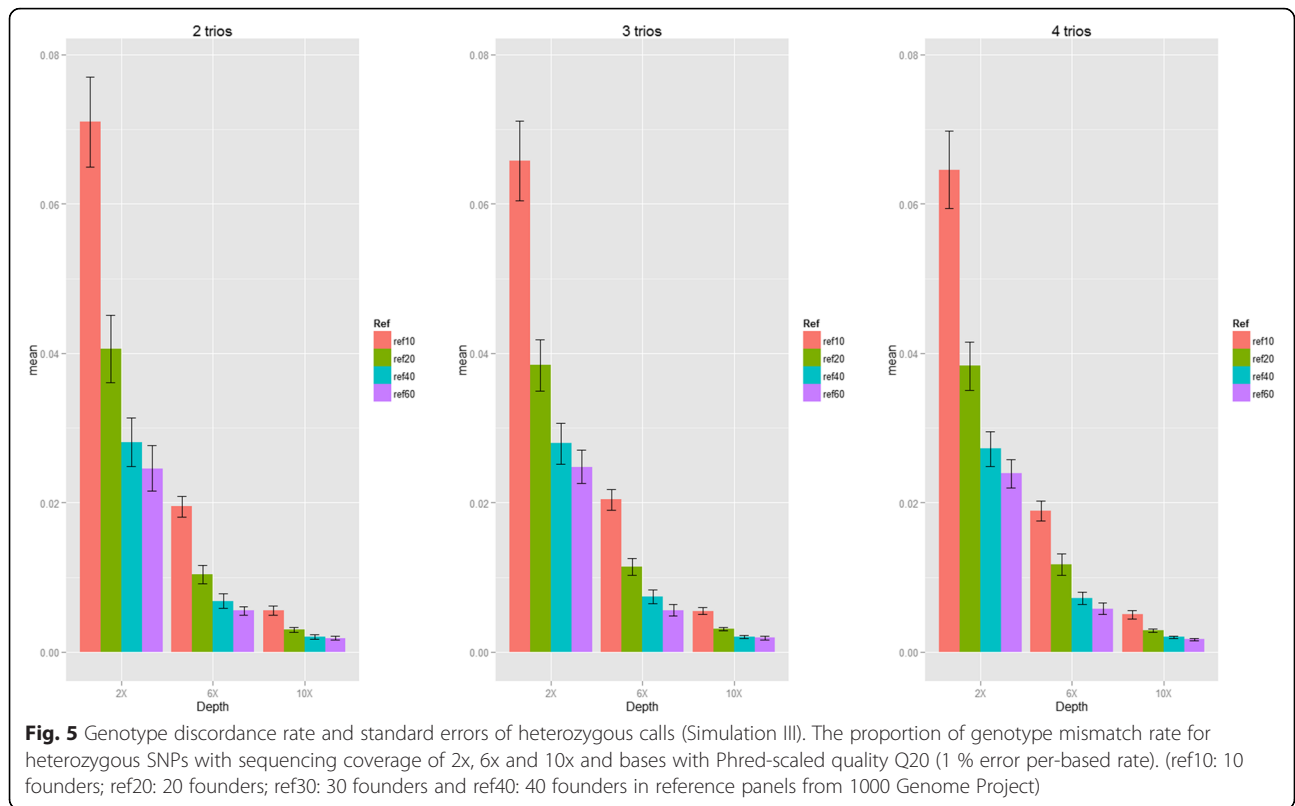 2 trios
0.08
0.06
0.04
0.02
0.00
mean
2X
6X
10X
Depth
Ref
ref10
ref20
ref40
ref60
3 trios
0.08
0.06
0.04
0.02
0.00
mean
2X
6X
10X
Depth
Ref
ref10
ref20
ref40
ref60
4 trios
0.08
0.06
0.04
0.02
0.00
mean
2X
6X
10X
Depth
Ref
ref10
ref20
ref40
ref60
Fig. 5 Genotype discordance rate and standard errors of heterozygous calls (Simulation III). The proportion of genotype mismatch rate for
heterozygous SNPs with sequencing coverage of 2x, 6x and 10x and bases with Phred-scaled quality Q20 (1 % error per-based rate). (ref10: 10
founders; ref20: 20 founders; ref30: 30 founders and ref40: 40 founders in reference panels from 1000 Genome Project)